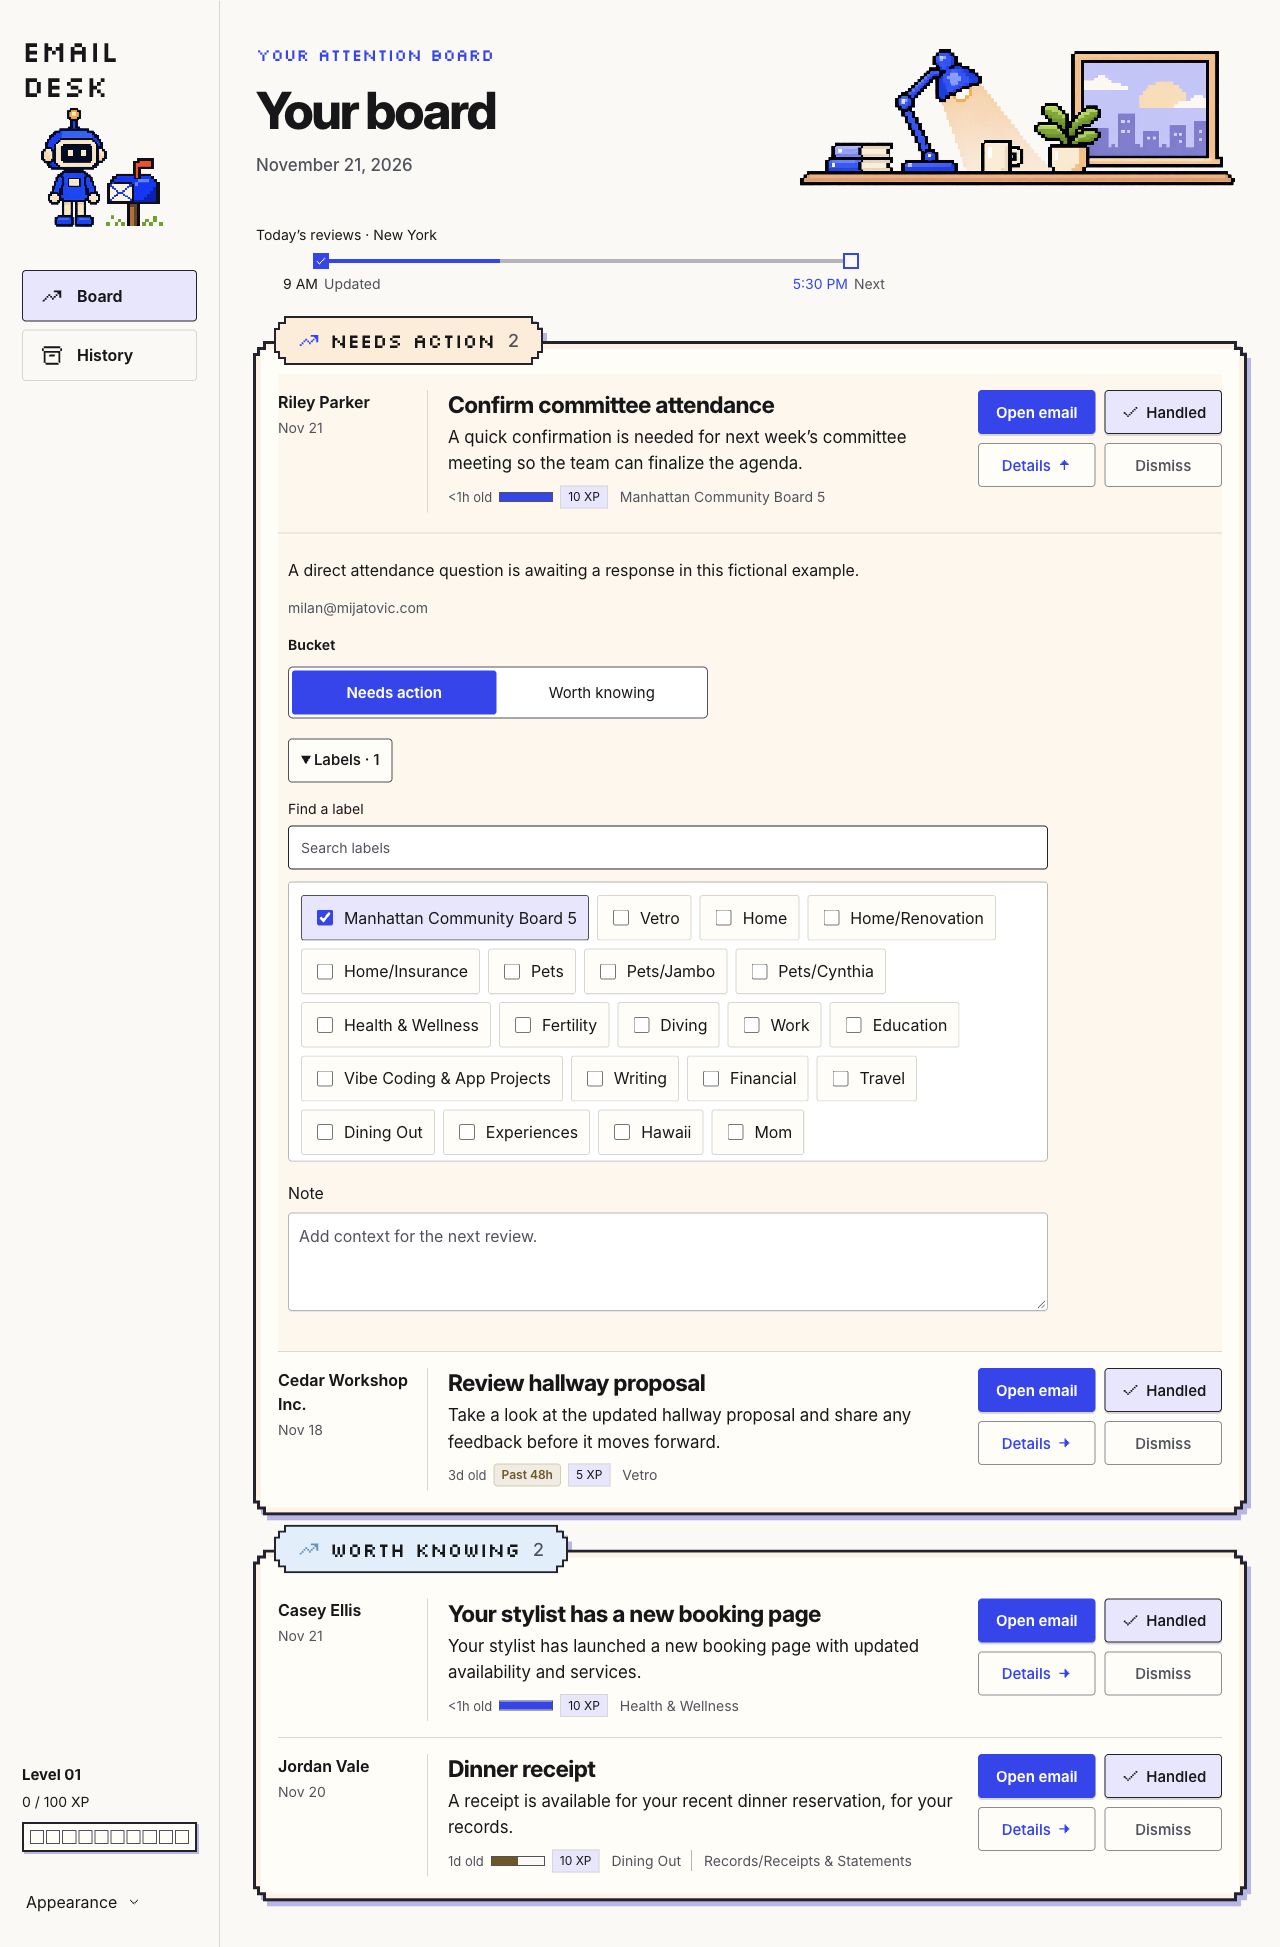 EMAIL
DESK
Board
History
Level 01
0 / 100 XP
Appearance
YOUR ATTENTION BOARD
Your board
November 21, 2026
Today's reviews · New York
9 AM Updated
5:30 PM Next
NEEDS ACTION 2
Riley Parker
Nov 21
Confirm committee attendance
A quick confirmation is needed for next week's committee
meeting so the team can finalize the agenda.
<1h old 10 XP Manhattan Community Board 5
Open email Handled
Details Dismiss
A direct attendance question is awaiting a response in this fictional example.
milan@mijatovic.com
Bucket
Needs action Worth knowing
Labels · 1
Find a label
Search labels
Manhattan Community Board 5 Vetro Home Home/Renovation
Home/Insurance Pets Pets/Jambo Pets/Cynthia
Health & Wellness Fertility Diving Work Education
Vibe Coding & App Projects Writing Financial Travel
Dining Out Experiences Hawaii Mom
Note
Add context for the next review.
Cedar Workshop
Inc.
Nov 18
Review hallway proposal
Take a look at the updated hallway proposal and share any
feedback before it moves forward.
3d old Past 48h 5 XP Vetro
Open email Handled
Details Dismiss
WORTH KNOWING 2
Casey Ellis
Nov 21
Your stylist has a new booking page
Your stylist has launched a new booking page with updated
availability and services.
<1h old 10 XP Health & Wellness
Open email Handled
Details Dismiss
Jordan Vale
Nov 20
Dinner receipt
A receipt is available for your recent dinner reservation, for your
records.
1d old 10 XP Dining Out Records/Receipts & Statements
Open email Handled
Details Dismiss